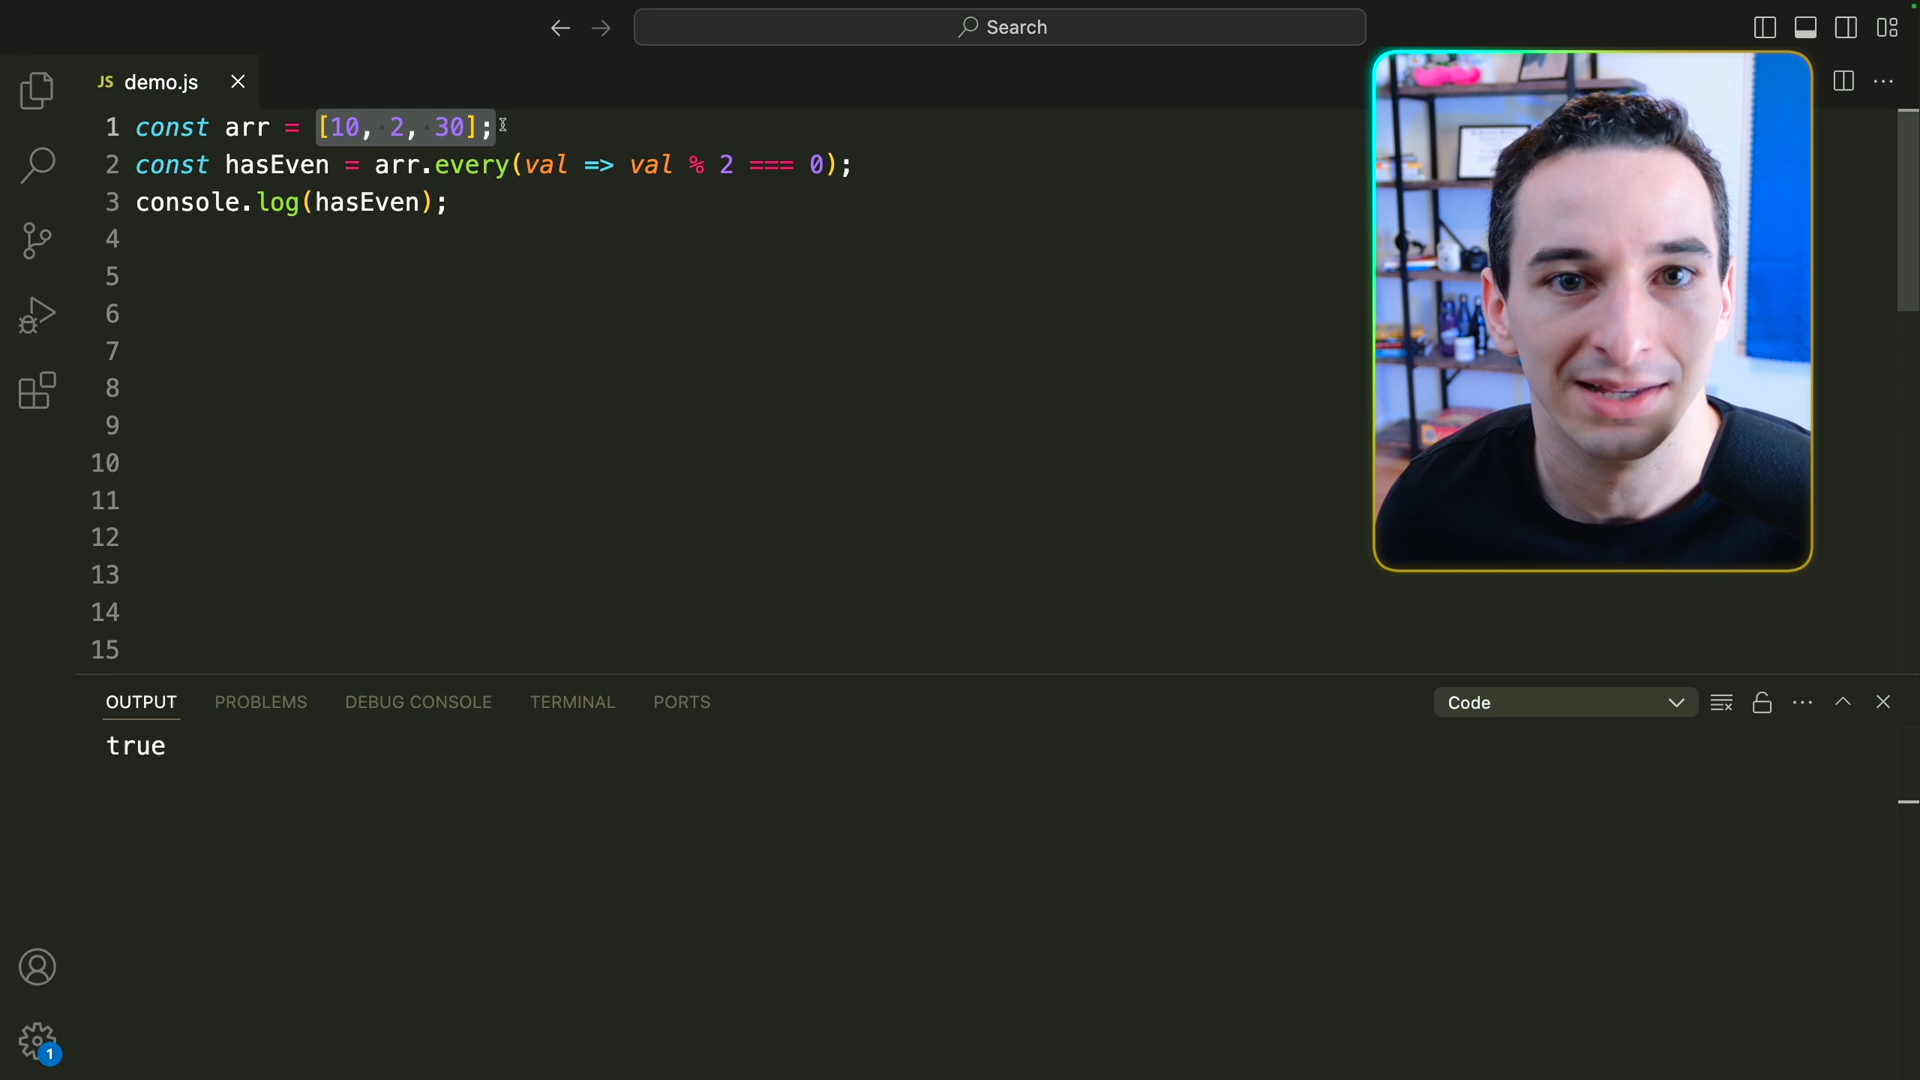 Search
JS demo.js
1 const arr = [10, 2, 30];
2 const hasEven = arr.every(val => val % 2 === 0);
3 console.log(hasEven);
4
5
6
7
8
9
10
11
12
13
14
15
OUTPUT PROBLEMS DEBUG CONSOLE TERMINAL PORTS Code
true
1